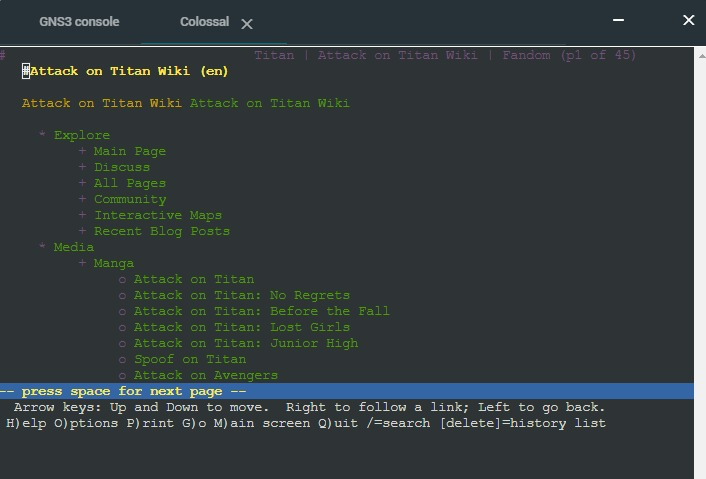 GNS3 console Colossal
# Titan | Attack on Titan Wiki | Fandom (p1 of 45)
#Attack on Titan Wiki (en)
Attack on Titan Wiki Attack on Titan Wiki
* Explore
+ Main Page
+ Discuss
+ All Pages
+ Community
+ Interactive Maps
+ Recent Blog Posts
* Media
+ Manga
o Attack on Titan
o Attack on Titan: No Regrets
o Attack on Titan: Before the Fall
o Attack on Titan: Lost Girls
o Attack on Titan: Junior High
o Spoof on Titan
o Attack on Avengers
-- press space for next page --
Arrow keys: Up and Down to move. Right to follow a link; Left to go back.
H)elp O)ptions P)rint G)o M)ain screen Q)uit /=search [delete]=history list